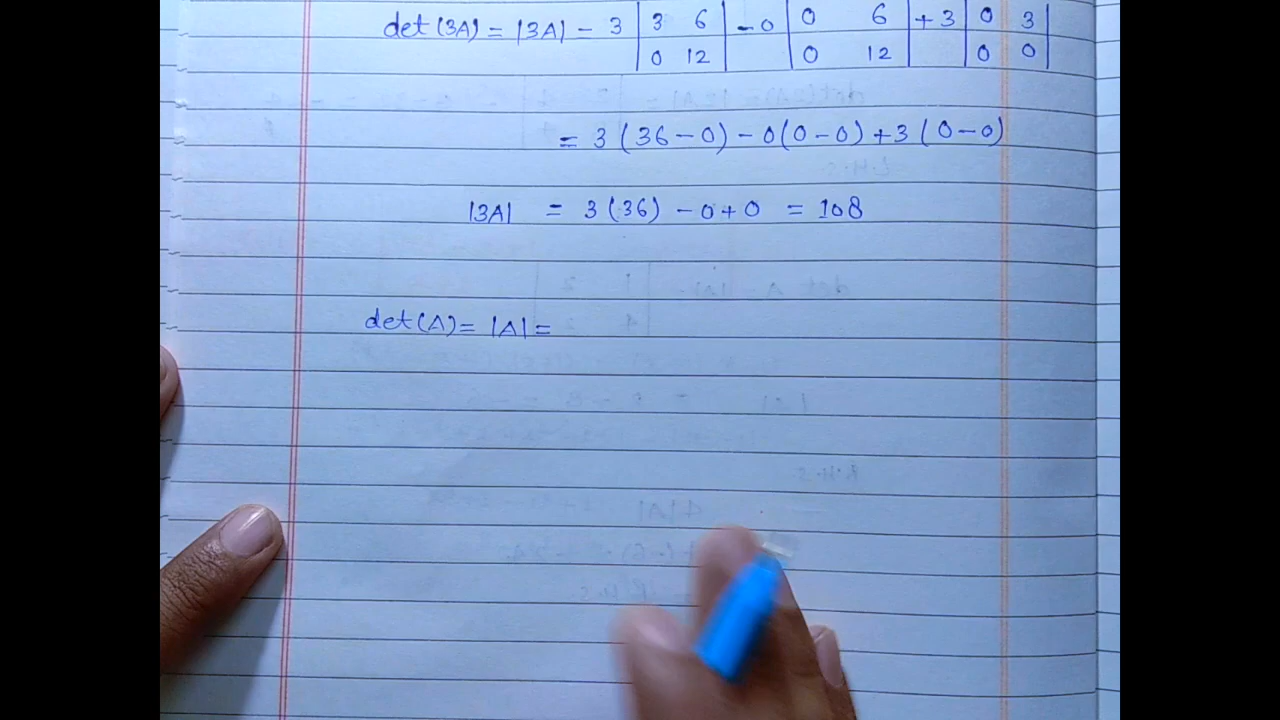 det(3A) = |3A| - 3 | 3 6 | - 0 | 0 6 | + 3 | 0 3 |
| 0 12 | | 0 12 | | 0 0 |
= 3 (36 - 0) - 0(0 - 0) + 3 (0 - 0)
|3A| = 3 (36) - 0 + 0 = 108
det(A) = |A| =